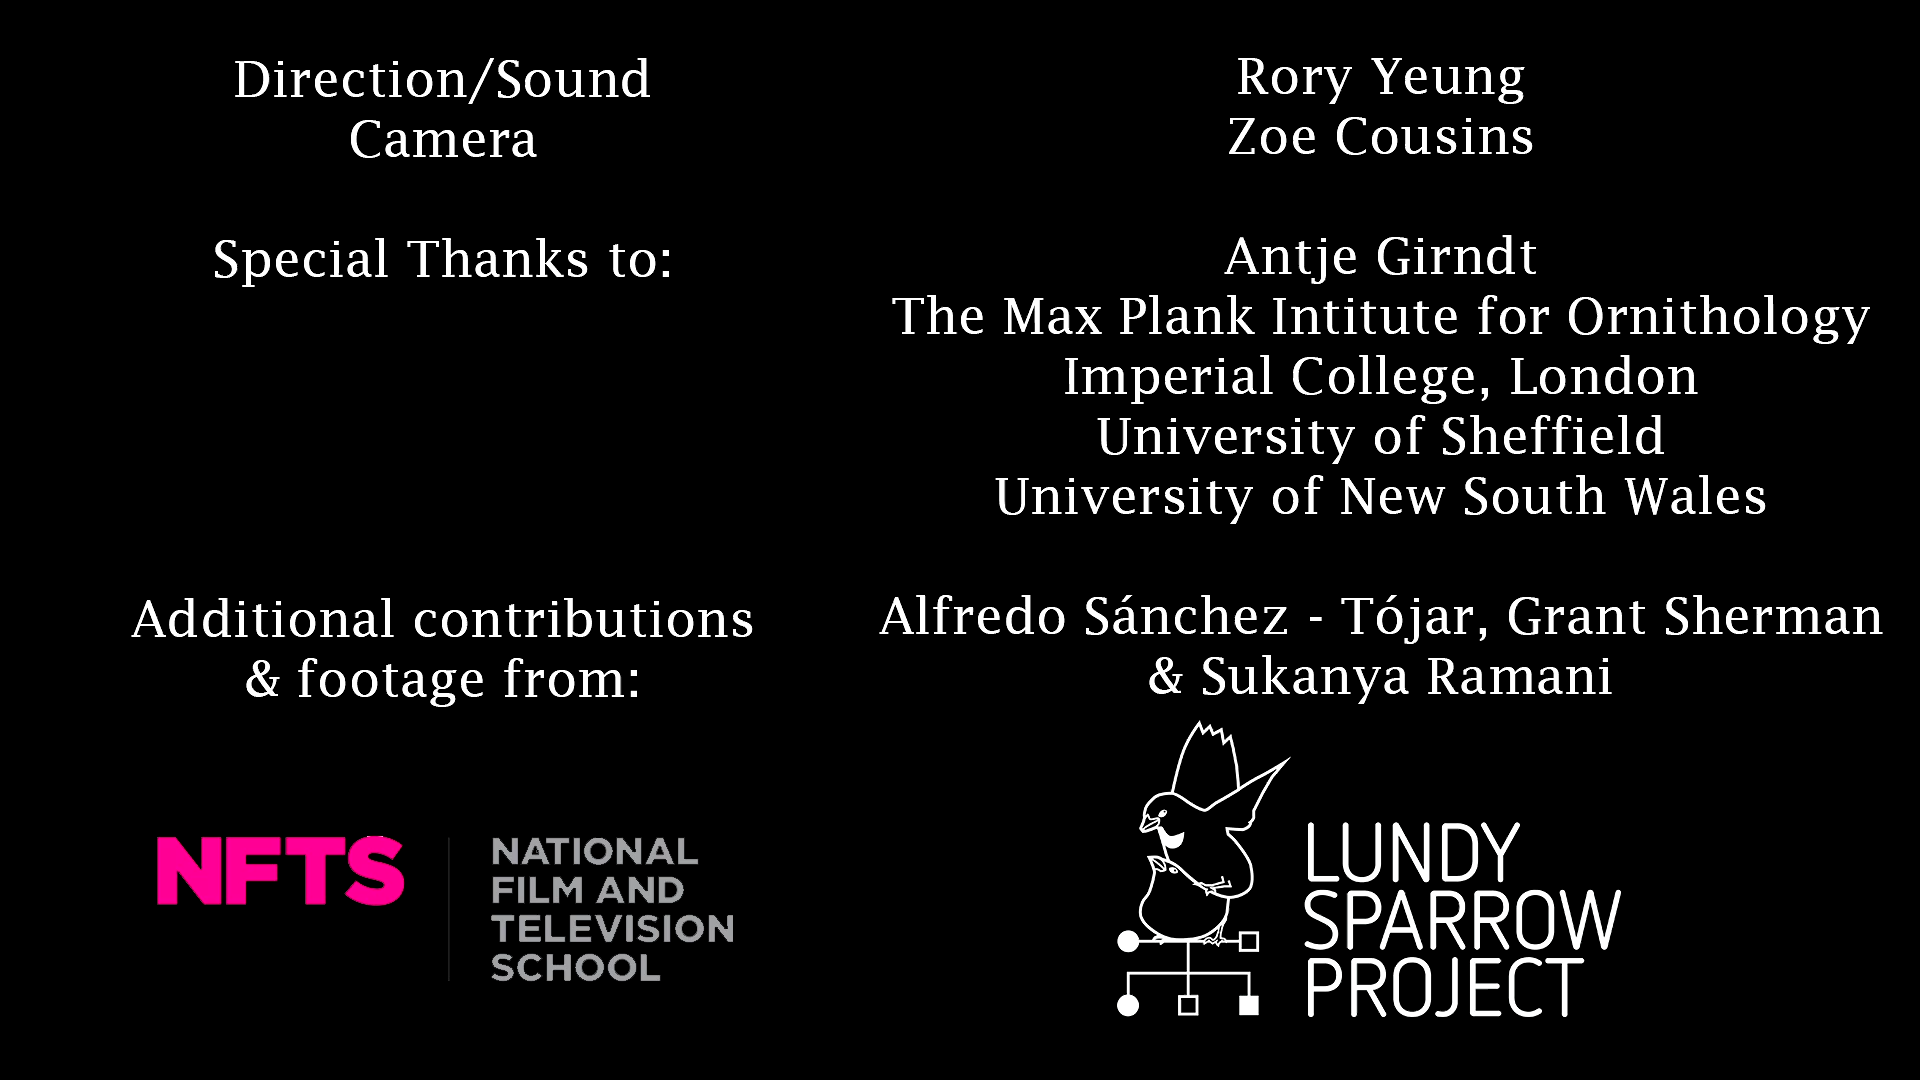 Direction/Sound
Rory Yeung
Camera
Zoe Cousins
Special Thanks to:
Antje Girndt
The Max Plank Intitute for Ornithology
Imperial College, London
University of Sheffield
University of New South Wales
Additional contributions
& footage from:
Alfredo Sánchez - Tójar, Grant Sherman
& Sukanya Ramani
NFTS
NATIONAL
FILM AND
TELEVISION
SCHOOL
LUNDY
SPARROW
PROJECT